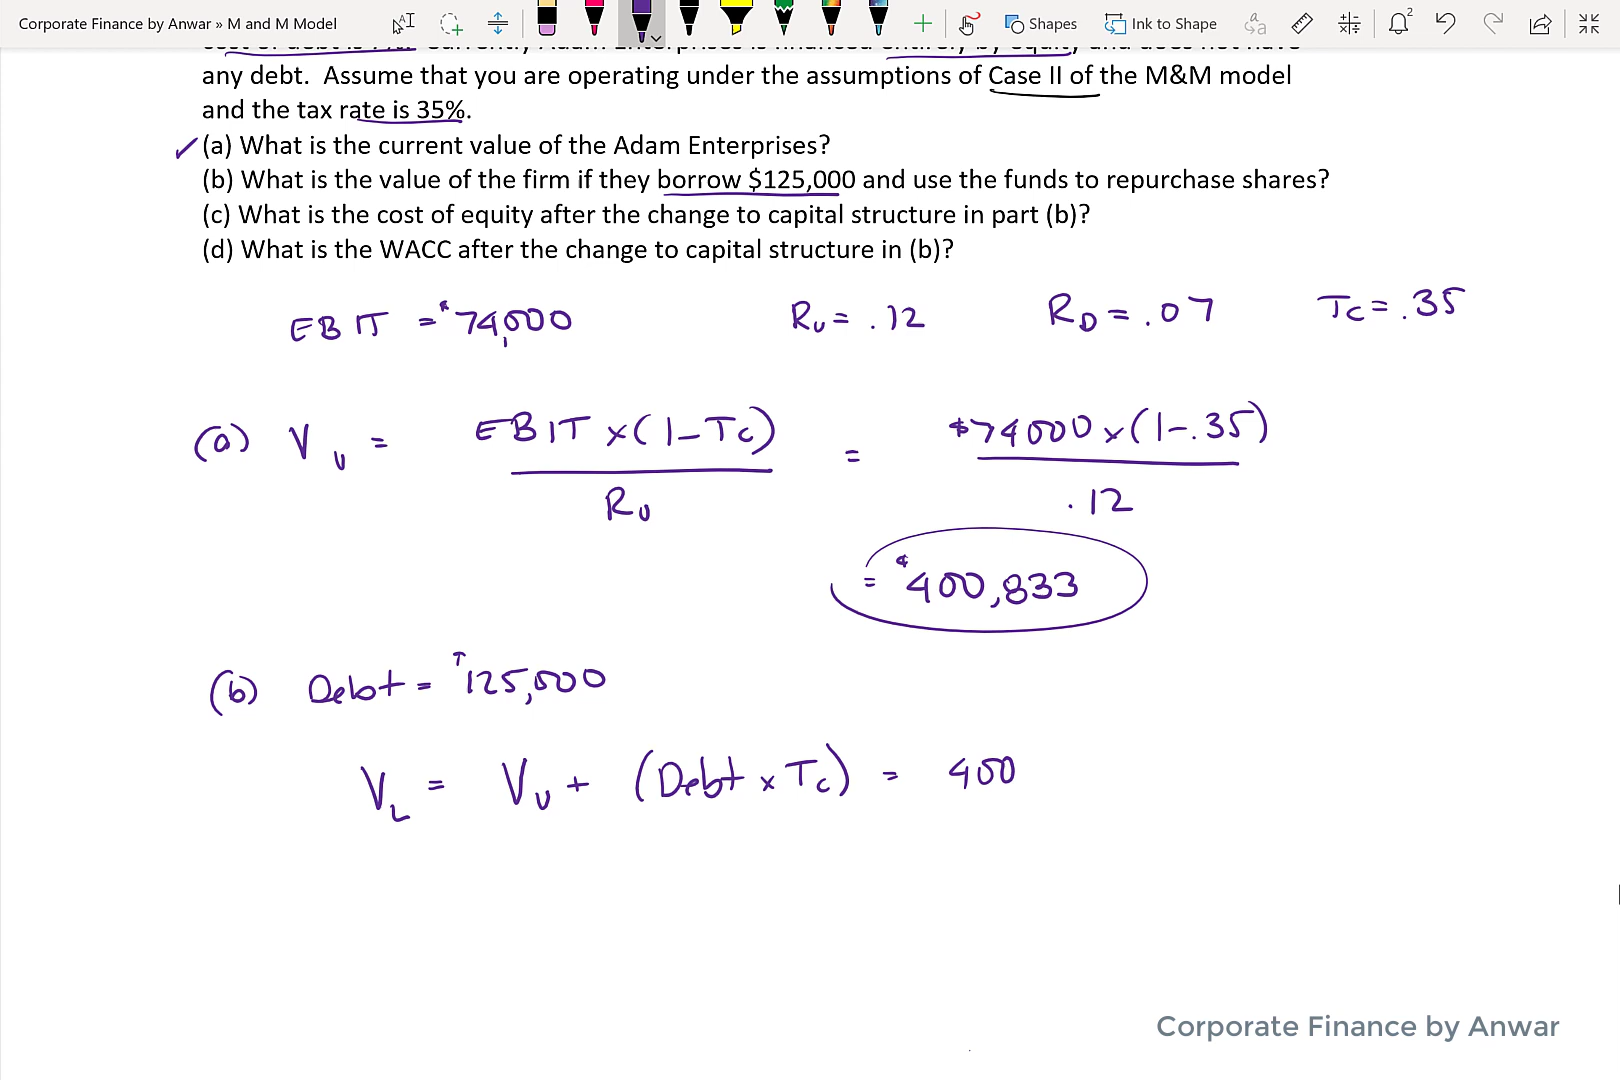 Corporate Finance by Anwar » M and M Model
Shapes
Ink to Shape
2
any debt. Assume that you are operating under the assumptions of Case II of the M&M model
and the tax rate is 35%.
(a) What is the current value of the Adam Enterprises?
(b) What is the value of the firm if they borrow $125,000 and use the funds to repurchase shares?
(c) What is the cost of equity after the change to capital structure in part (b)?
(d) What is the WACC after the change to capital structure in (b)?
EBIT = $74,000 RU = .12 RD = .07 TC = .35
(a) VU = EBIT x (1 - TC) / RU = $74000 x (1 - .35) / .12
= $400,833
(b) Debt = $125,000
VL = VU + (Debt x TC) = 400
Corporate Finance by Anwar